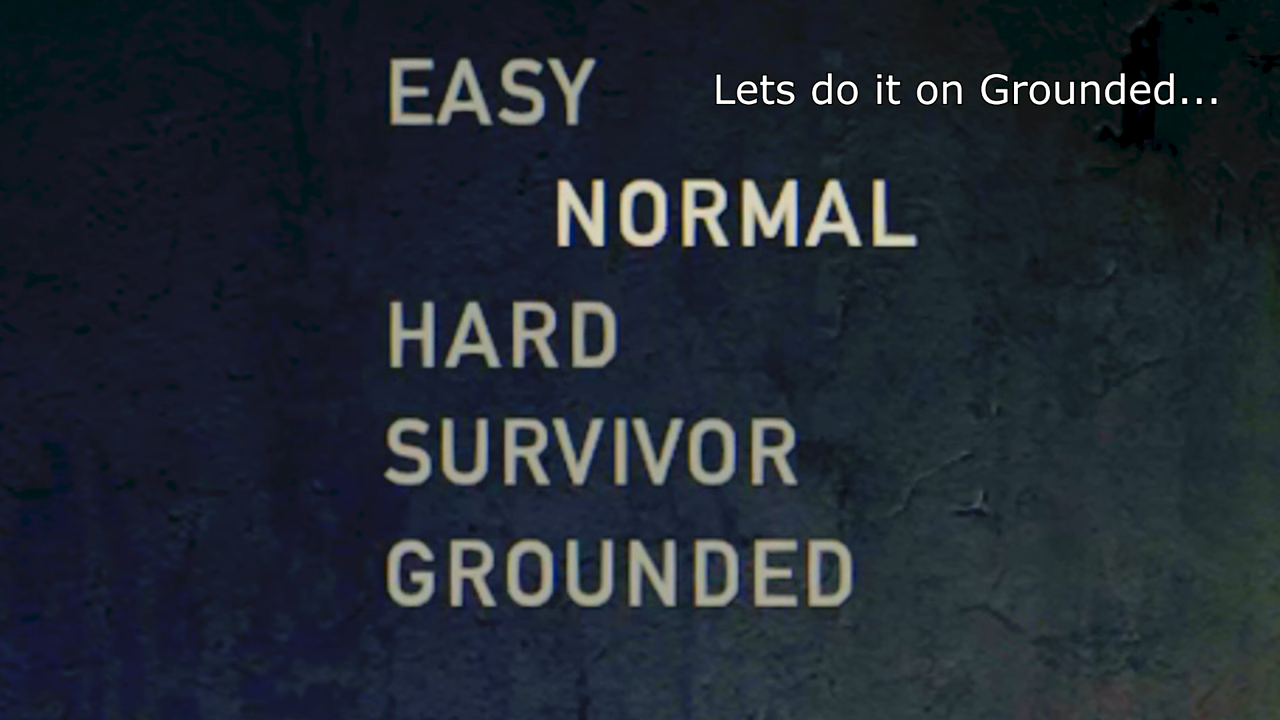 EASY
Lets do it on Grounded...
NORMAL
HARD
SURVIVOR
GROUNDED